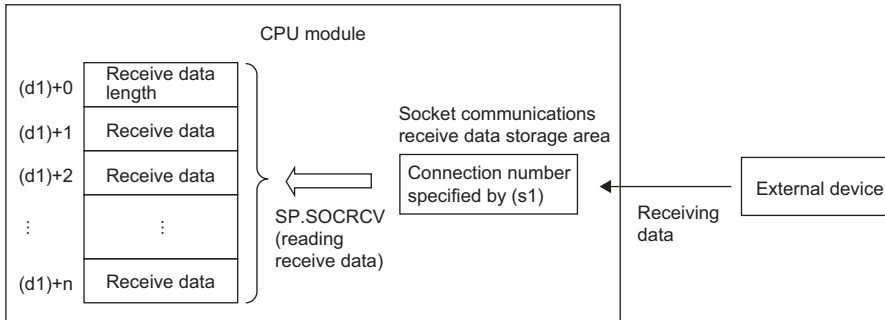 CPU module
(d1)+0
Receive data
length
(d1)+1
Receive data
(d1)+2
Receive data
⋮
⋮
(d1)+n
Receive data
SP.SOCRCV
(reading
receive data)
Socket communications
receive data storage area
Connection number
specified by (s1)
Receiving
data
External device